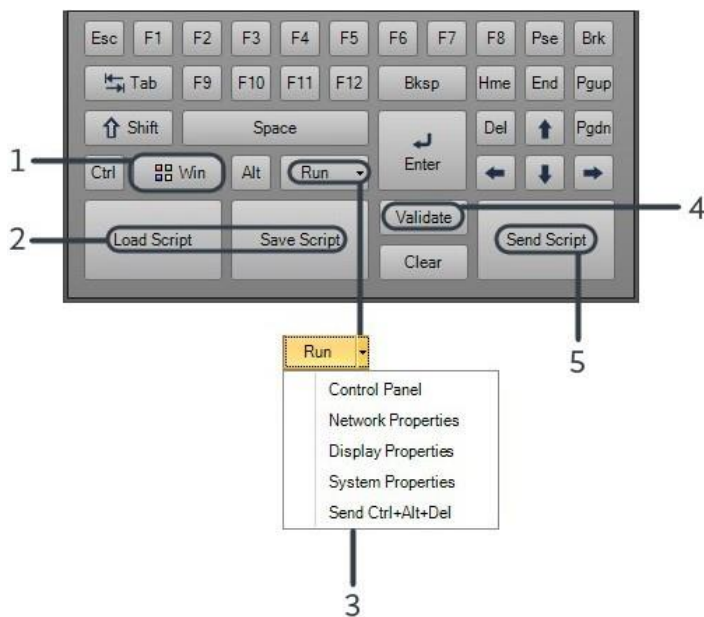 Esc F1 F2 F3 F4 F5 F6 F7 F8 Pse Brk
Tab F9 F10 F11 F12 Bksp Hme End Pgup
Shift Space Enter Del Pgdn
1 Ctrl Win Alt Run
2 Load Script Save Script Validate 4
Clear Send Script
5
Run
Control Panel
Network Properties
Display Properties
System Properties
Send Ctrl+Alt+Del
3